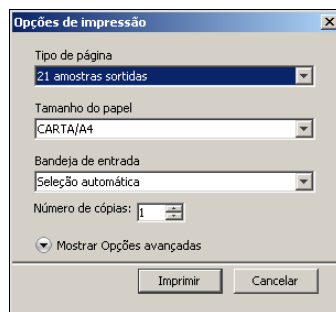 Opções de impressão
Tipo de página
21 amostras sortidas
Tamanho do papel
CARTA/A4
Bandeja de entrada
Seleção automática
Número de cópias: 1
Mostrar Opções avançadas
Imprimir Cancelar